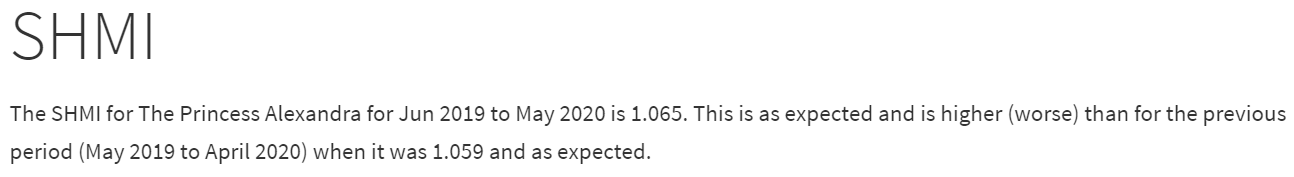 SHMI
The SHMI for The Princess Alexandra for Jun 2019 to May 2020 is 1.065. This is as expected and is higher (worse) than for the previous
period (May 2019 to April 2020) when it was 1.059 and as expected.